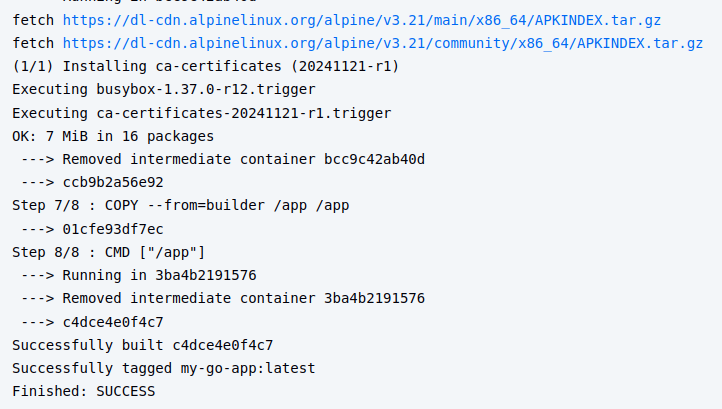 fetch https://dl-cdn.alpinelinux.org/alpine/v3.21/main/x86_64/APKINDEX.tar.gz
fetch https://dl-cdn.alpinelinux.org/alpine/v3.21/community/x86_64/APKINDEX.tar.gz
(1/1) Installing ca-certificates (20241121-r1)
Executing busybox-1.37.0-r12.trigger
Executing ca-certificates-20241121-r1.trigger
OK: 7 MiB in 16 packages
 ---> Removed intermediate container bcc9c42ab40d
 ---> ccb9b2a56e92
Step 7/8 : COPY --from=builder /app /app
 ---> 01cfe93df7ec
Step 8/8 : CMD ["/app"]
 ---> Running in 3ba4b2191576
 ---> Removed intermediate container 3ba4b2191576
 ---> c4dce4e0f4c7
Successfully built c4dce4e0f4c7
Successfully tagged my-go-app:latest
Finished: SUCCESS